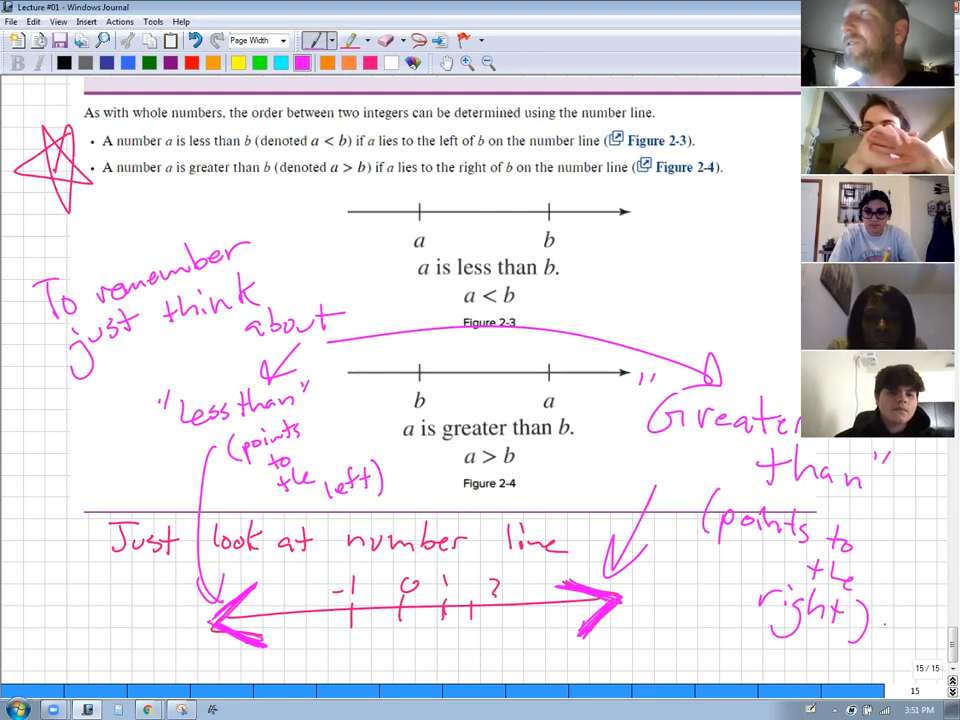 Lecture #01 - Windows Journal
File Edit View Insert Actions Tools Help
Page Width
B I
As with whole numbers, the order between two integers can be determined using the number line.
• A number a is less than b (denoted a < b) if a lies to the left of b on the number line (Figure 2-3).
• A number a is greater than b (denoted a > b) if a lies to the right of b on the number line (Figure 2-4).
a b
a is less than b.
a < b
Figure 2-3
b a
a is greater than b.
a > b
Figure 2-4
To remember
just think
about
"less than"
(points
to
the left)
"Greater
than"
(points to
the
right).
Just look at number line
-1 0 1 2
15 / 15
15
3:51 PM